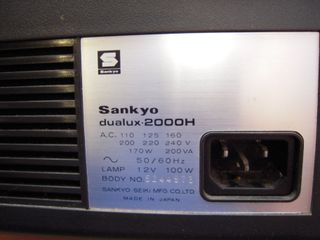 Sankyo
Sankyo
dualux-2000H
A.C. 110 125 160
200 220 240 V
170W 200VA
50/60Hz
LAMP 12V 100W
BODY NO.
SANKYO SEIKI MFG.CO.LTD
MADE IN JAPAN